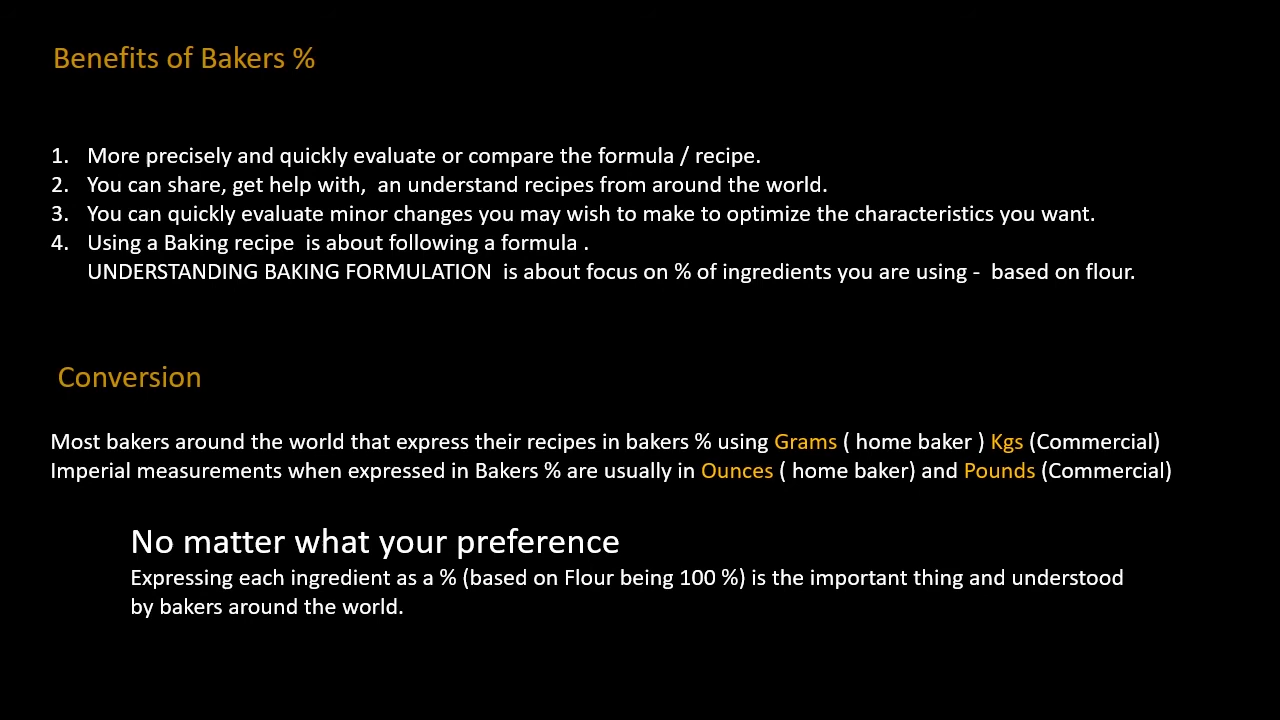 Benefits of Bakers %
1. More precisely and quickly evaluate or compare the formula / recipe.
2. You can share, get help with,  an understand recipes from around the world.
3. You can quickly evaluate minor changes you may wish to make to optimize the characteristics you want.
4. Using a Baking recipe  is about following a formula .
UNDERSTANDING BAKING FORMULATION  is about focus on % of ingredients you are using -  based on flour.
Conversion
Most bakers around the world that express their recipes in bakers % using Grams ( home baker ) Kgs (Commercial)
Imperial measurements when expressed in Bakers % are usually in Ounces ( home baker) and Pounds (Commercial)
No matter what your preference
Expressing each ingredient as a % (based on Flour being 100 %) is the important thing and understood
by bakers around the world.